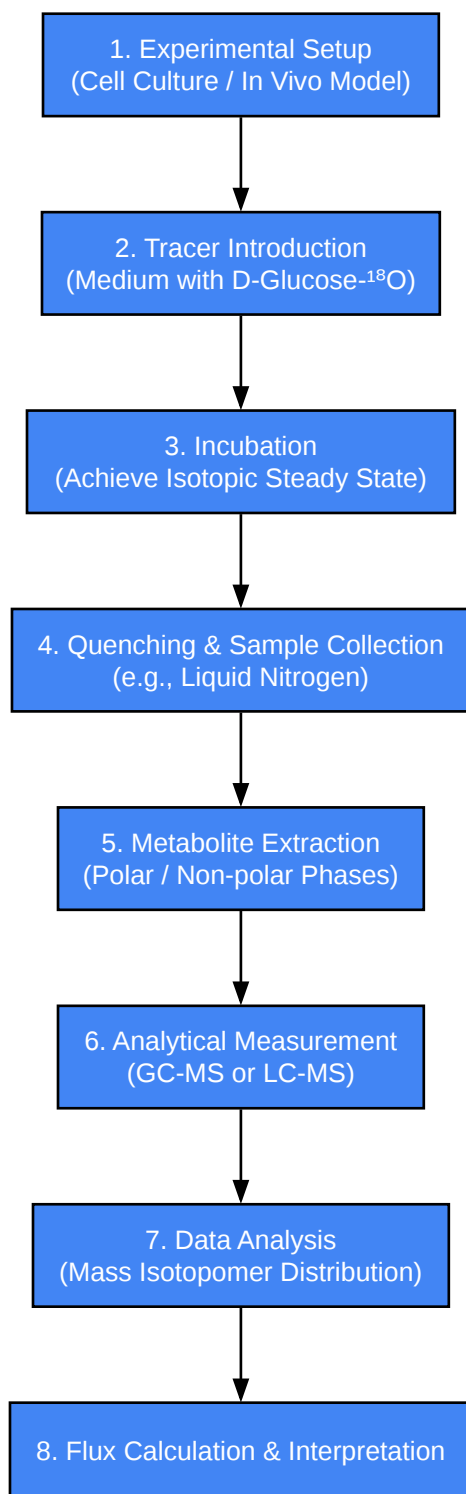 1. Experimental Setup
(Cell Culture / In Vivo Model)
2. Tracer Introduction
(Medium with D-Glucose-¹⁸O)
3. Incubation
(Achieve Isotopic Steady State)
4. Quenching & Sample Collection
(e.g., Liquid Nitrogen)
5. Metabolite Extraction
(Polar / Non-polar Phases)
6. Analytical Measurement
(GC-MS or LC-MS)
7. Data Analysis
(Mass Isotopomer Distribution)
8. Flux Calculation & Interpretation